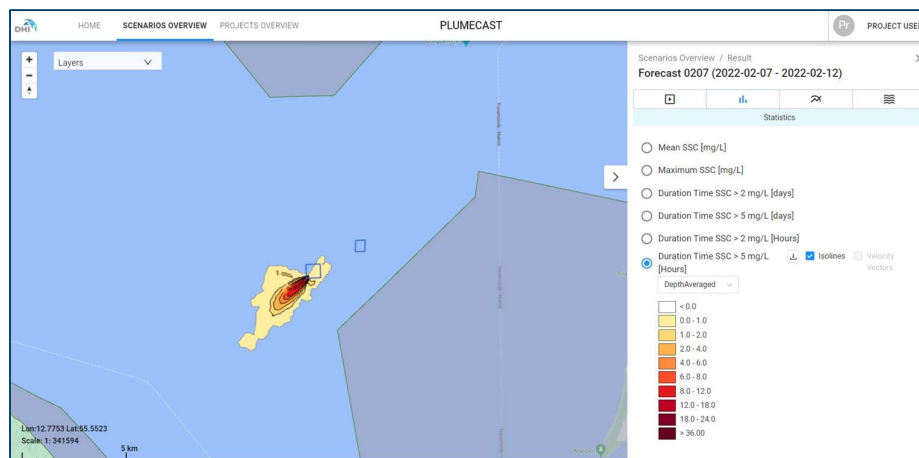 DHI
HOME
SCENARIOS OVERVIEW
PROJECTS OVERVIEW
PLUMECAST
Pr
PROJECT USER
Layers
Scenarios Overview / Result
Forecast 0207 (2022-02-07 - 2022-02-12)
Statistics
Mean SSC [mg/L]
Maximum SSC [mg/L]
Duration Time SSC > 2 mg/L [days]
Duration Time SSC > 5 mg/L [days]
Duration Time SSC > 2 mg/L [Hours]
Duration Time SSC > 5 mg/L
[Hours]
Isolines
Velocity
Vectors
DepthAveraged
< 0.0
0.0 - 1.0
1.0 - 2.0
2.0 - 4.0
4.0 - 6.0
6.0 - 8.0
8.0 - 12.0
12.0 - 18.0
18.0 - 24.0
> 36.00
1
Lon:12.7753 Lat:55.5523
Scale: 1: 341594
5 km